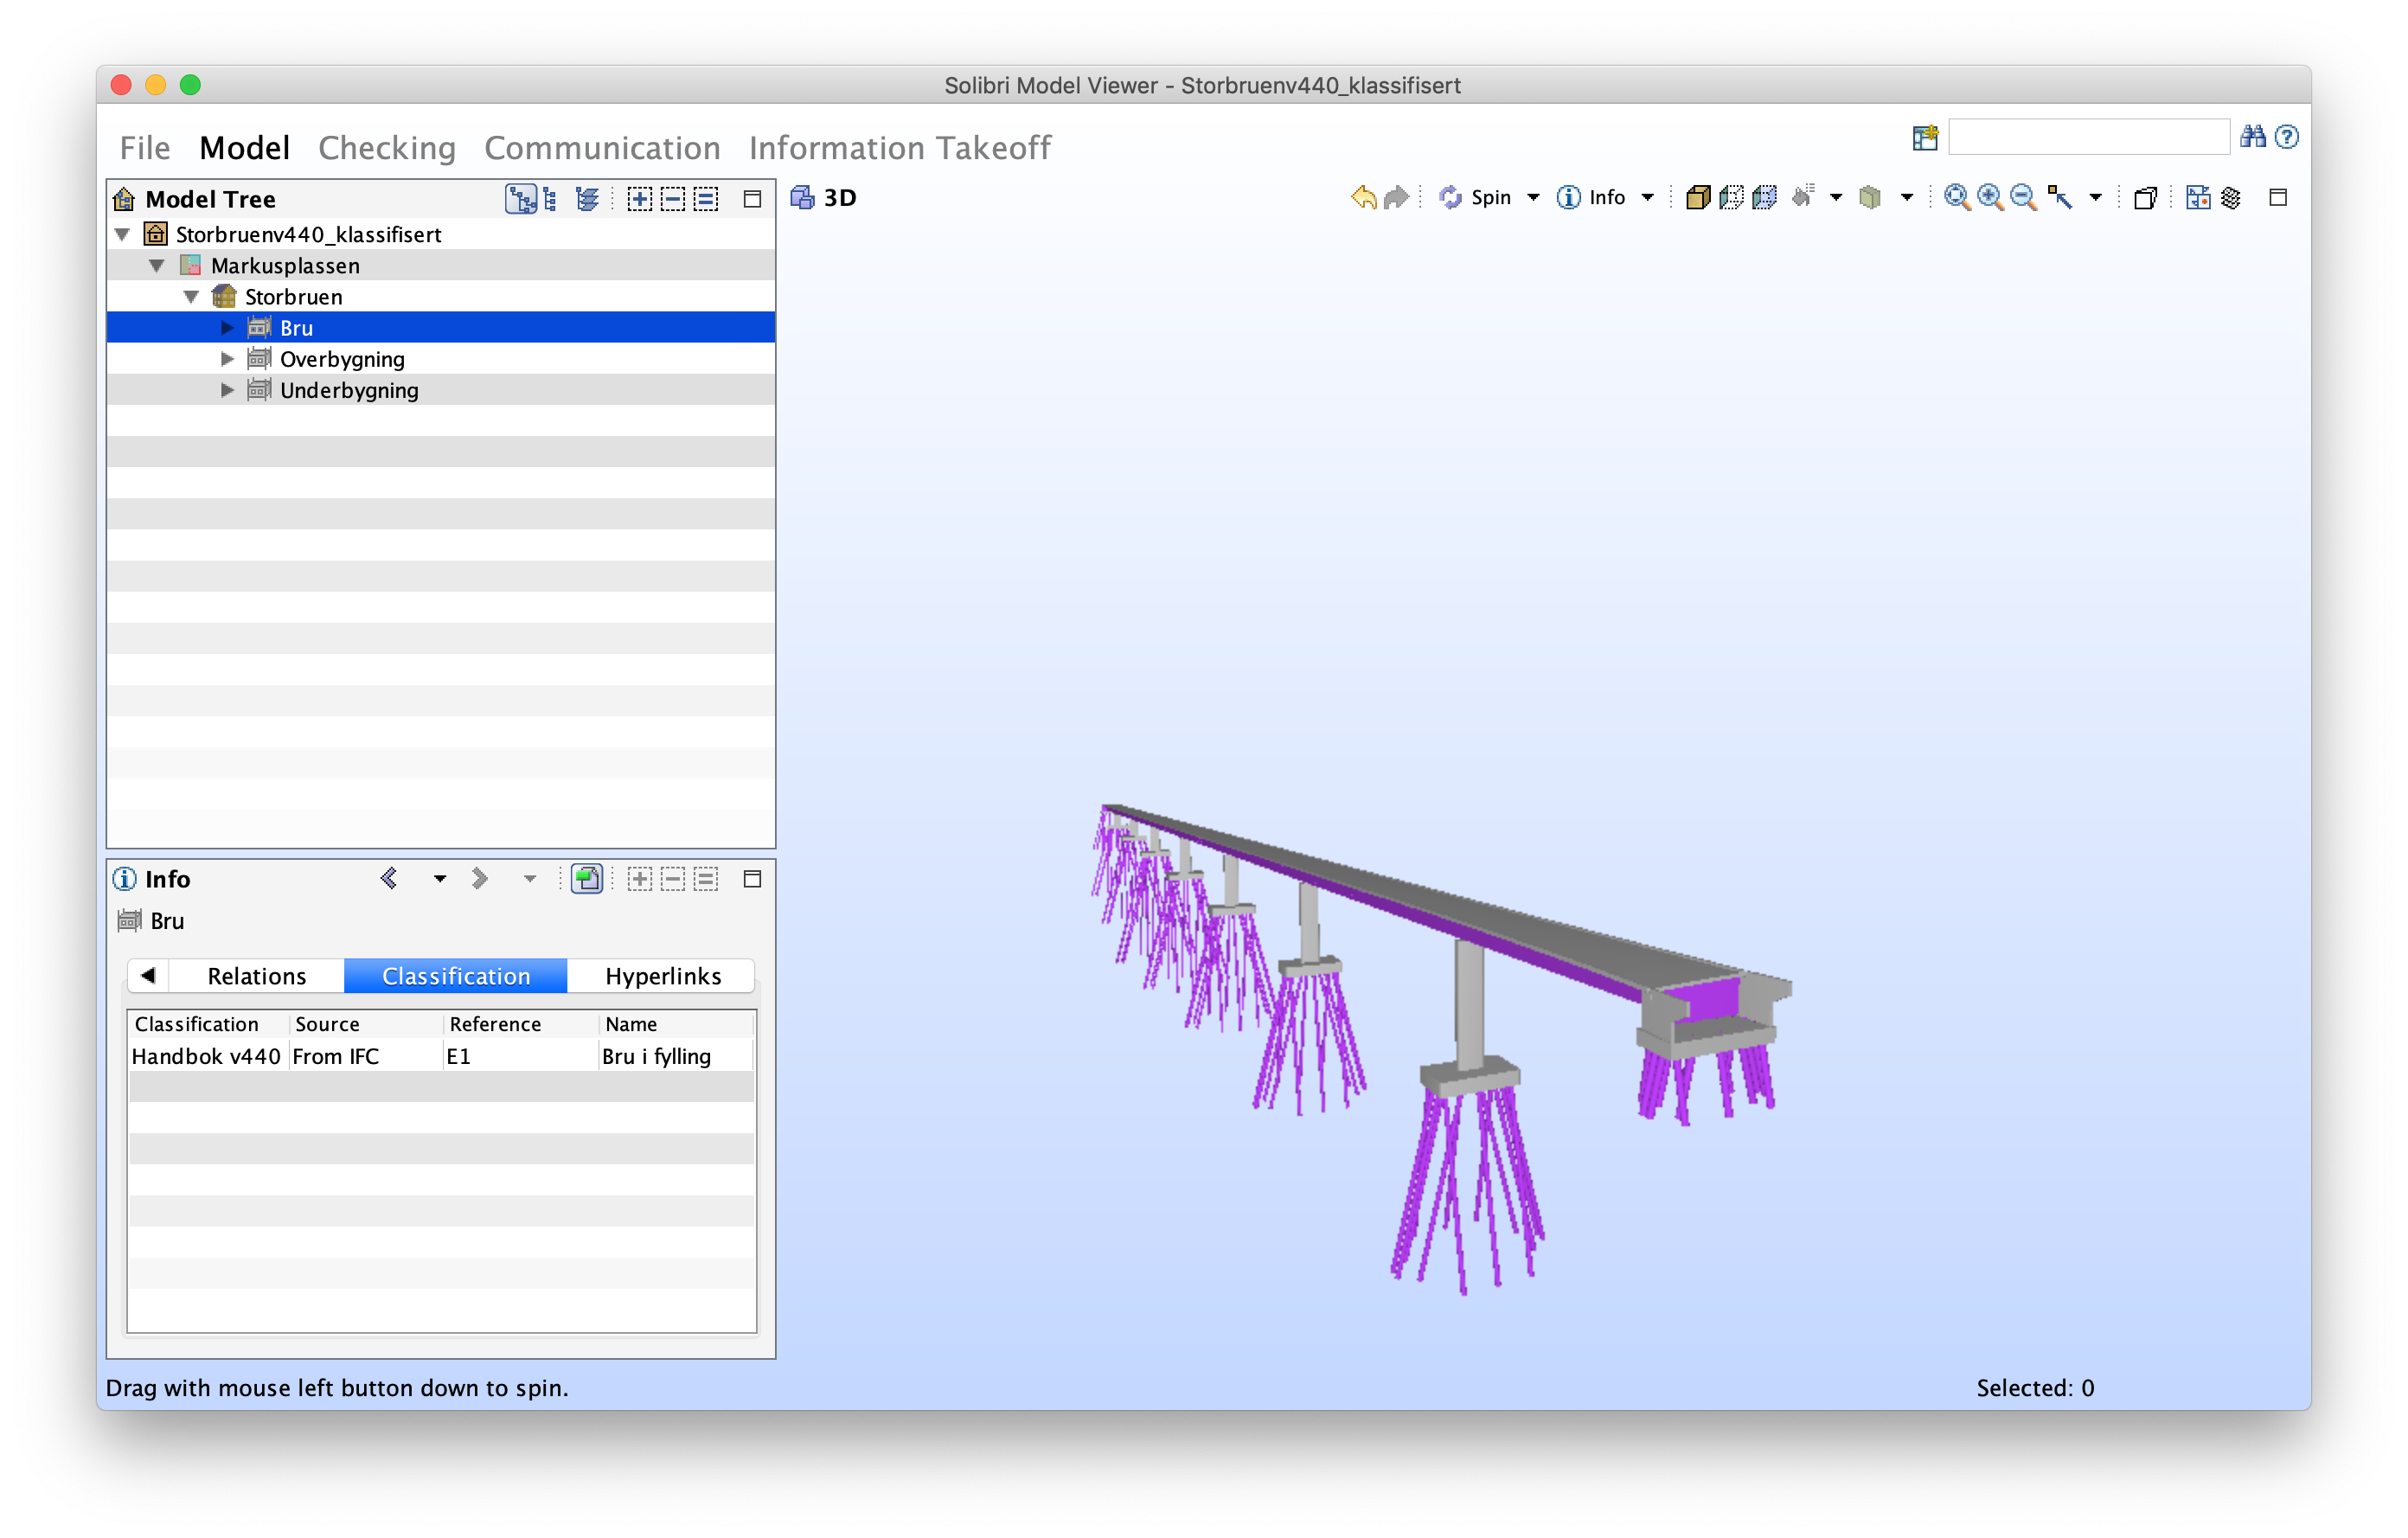 Solibri Model Viewer - Storbruenv440_klassifisert
File Model Checking Communication Information Takeoff
Model Tree
Storbruenv440_klassifisert
Markusplassen
Storbruen
Bru
Overbygning
Underbygning
3D
Spin
Info
Info
Bru
Relations Classification Hyperlinks
Classification Source Reference Name
Handbok v440 From IFC E1 Bru i fylling
Drag with mouse left button down to spin.
Selected: 0